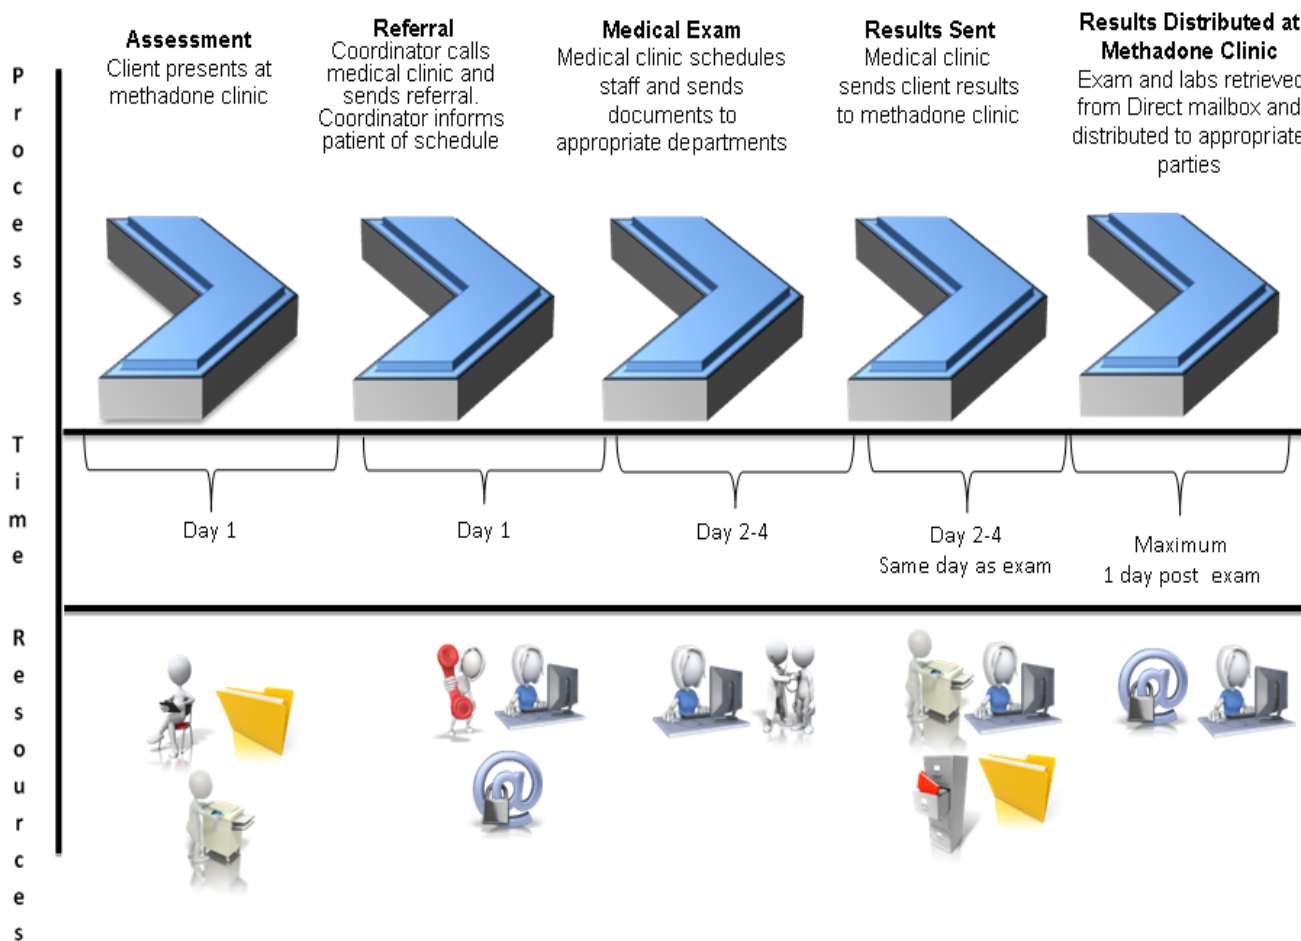 Process
Assessment
Client presents at
methadone clinic
Referral
Coordinator calls
medical clinic and
sends referral.
Coordinator informs
patient of schedule
Medical Exam
Medical clinic schedules
staff and sends
documents to
appropriate departments
Results Sent
Medical clinic
sends client results
to methadone clinic
Results Distributed at
Methadone Clinic
Exam and labs retrieved
from Direct mailbox and
distributed to appropriate
parties
Time
Day 1
Day 1
Day 2-4
Day 2-4
Same day as exam
Maximum
1 day post exam
Resources